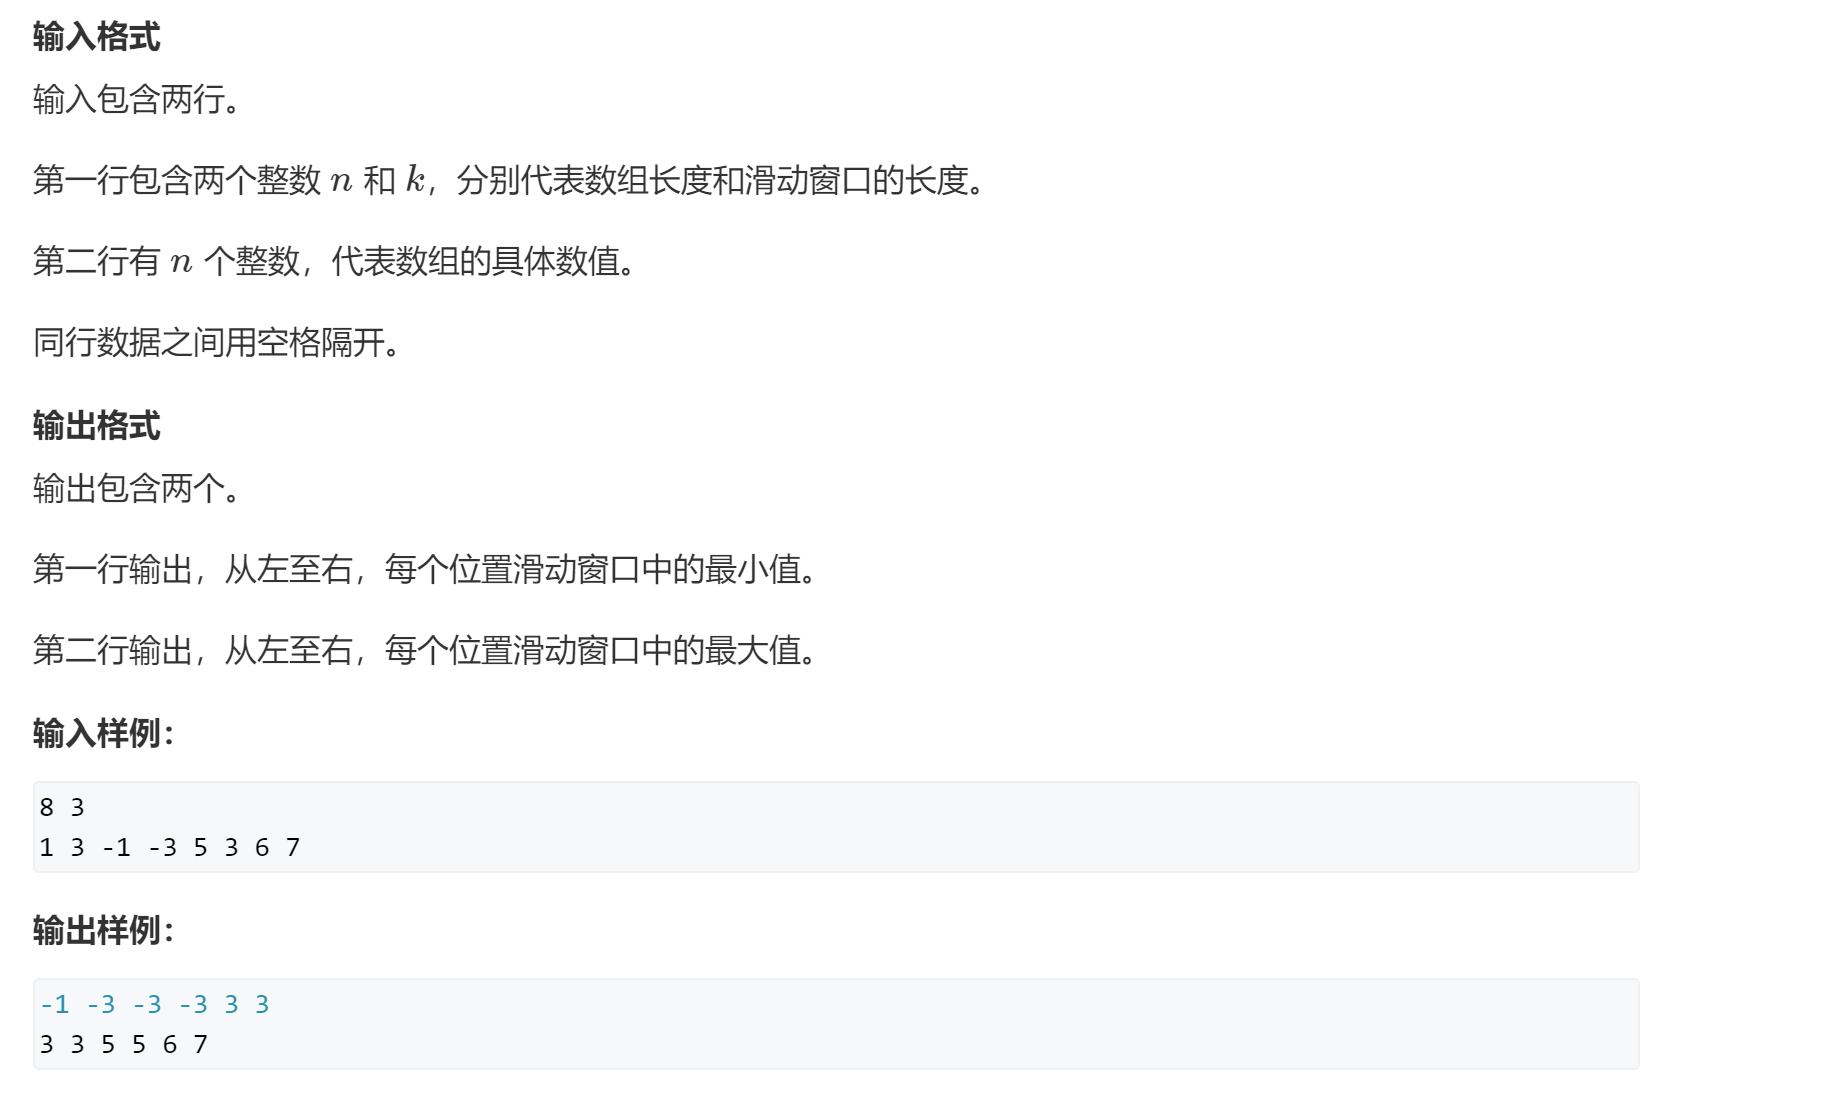 输入格式
输入包含两行。
第一行包含两个整数 n 和 k，分别代表数组长度和滑动窗口的长度。
第二行有 n 个整数，代表数组的具体数值。
同行数据之间用空格隔开。
输出格式
输出包含两个。
第一行输出，从左至右，每个位置滑动窗口中的最小值。
第二行输出，从左至右，每个位置滑动窗口中的最大值。
输入样例：
8 3
1 3 -1 -3 5 3 6 7
输出样例：
-1 -3 -3 -3 3 3
3 3 5 5 6 7